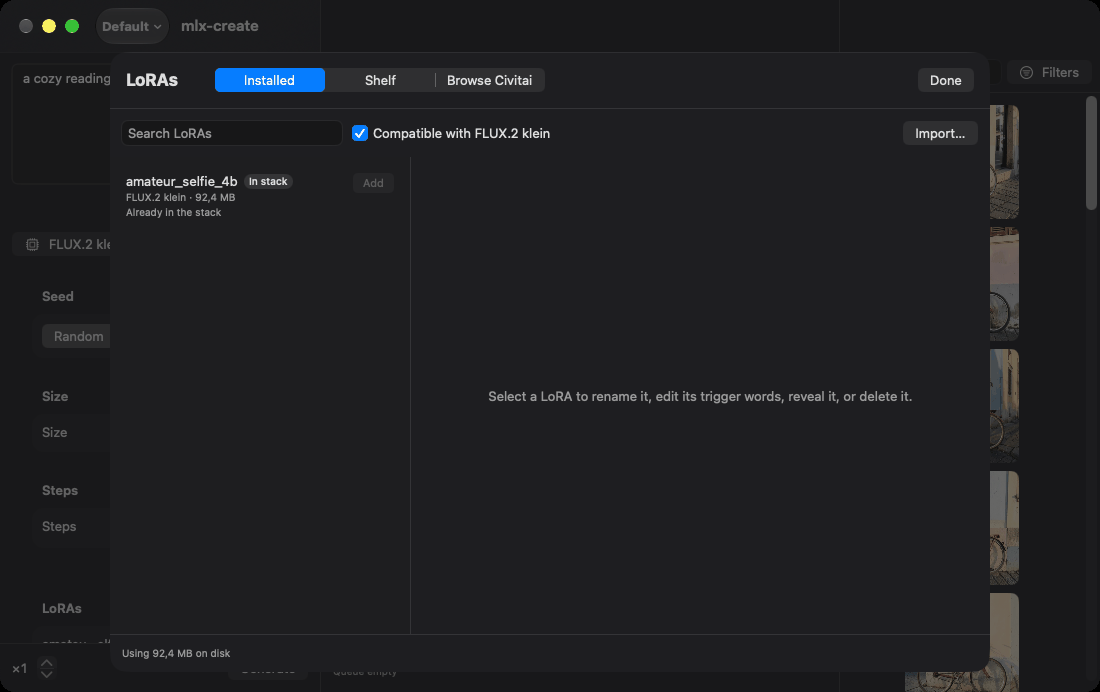 Default
mlx-create
a cozy reading
LoRAs
Installed
Shelf
Browse Civitai
Done
Filters
Search LoRAs
Compatible with FLUX.2 klein
Import...
amateur_selfie_4b
In stack
Add
FLUX.2 klein · 92,4 MB
Already in the stack
FLUX.2 kle
Seed
Random
Size
Size
Select a LoRA to rename it, edit its trigger words, reveal it, or delete it.
Steps
Steps
LoRAs
Using 92,4 MB on disk
×1
Queue empty